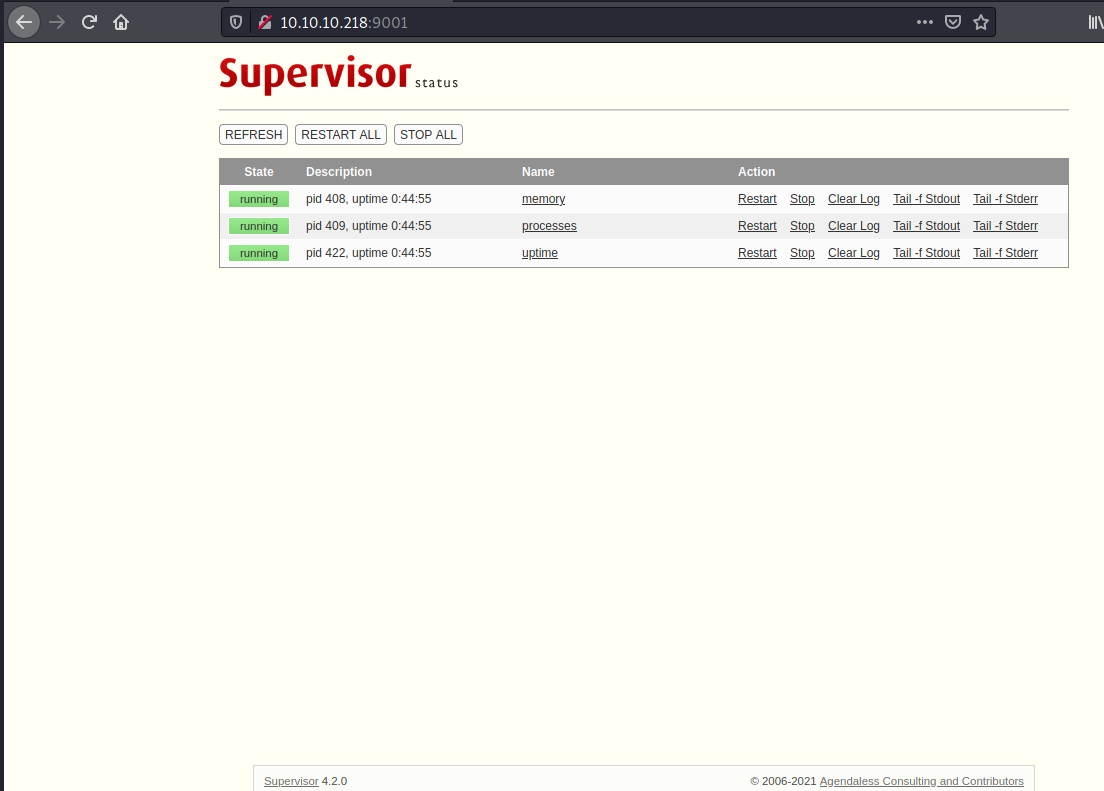 10.10.10.218:9001
Supervisor status
REFRESH RESTART ALL STOP ALL
State Description Name Action
running pid 408, uptime 0:44:55 memory Restart Stop Clear Log Tail -f Stdout Tail -f Stderr
running pid 409, uptime 0:44:55 processes Restart Stop Clear Log Tail -f Stdout Tail -f Stderr
running pid 422, uptime 0:44:55 uptime Restart Stop Clear Log Tail -f Stdout Tail -f Stderr
Supervisor 4.2.0 © 2006-2021 Agendaless Consulting and Contributors